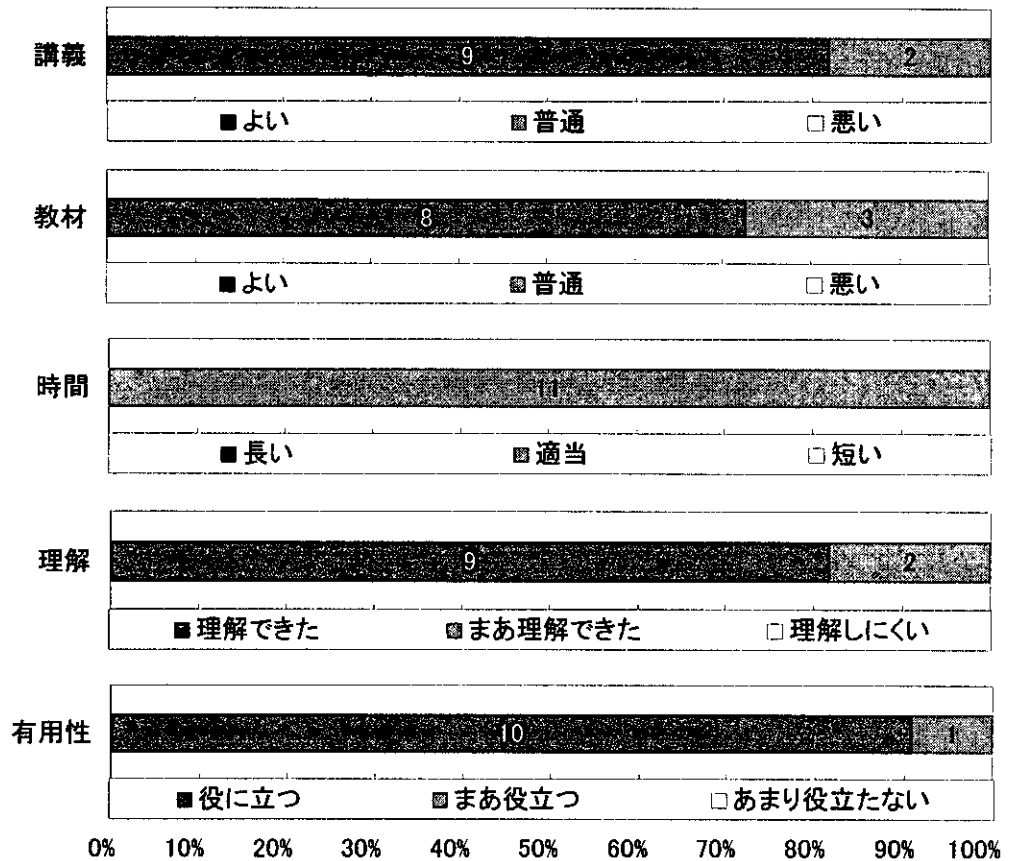 講義
9 2
■よい ■普通 □悪い
教材
8 3
■よい ■普通 □悪い
時間
11
■長い ■適当 □短い
理解
9 2
■理解できた ■まあ理解できた □理解しにくい
有用性
10 1
■役に立つ ■まあ役立つ □あまり役立たない
0% 10% 20% 30% 40% 50% 60% 70% 80% 90% 100%